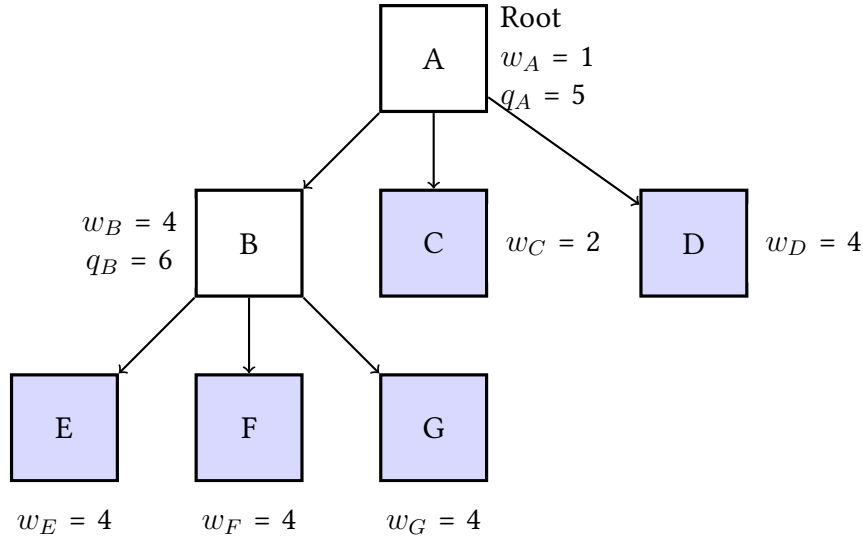 A
Root
w_A = 1
q_A = 5
w_B = 4
q_B = 6
B
C
w_C = 2
D
w_D = 4
E
F
G
w_E = 4
w_F = 4
w_G = 4